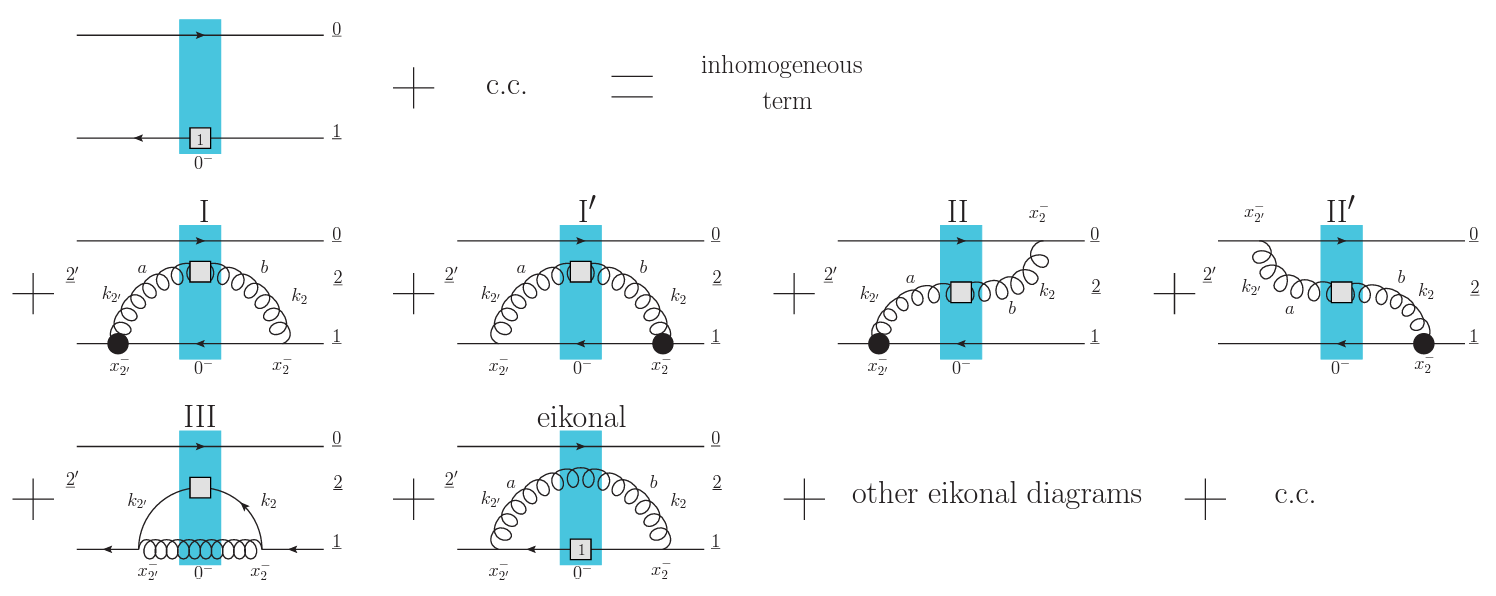 0
1
1
0⁻
+ c.c. = inhomogeneous
term
I
0
+ 2′ a b 2
k₂′ k₂
1
x₂′⁻ 0⁻ x₂⁻
I′
0
+ 2′ a b 2
k₂′ k₂
1
x₂′⁻ 0⁻ x₂⁻
II
x₂⁻
0
+ 2′ a 2
k₂′ b k₂
1
x₂′⁻ 0⁻
x₂′⁻
II′
0
+ 2′ b 2
k₂′ a k₂
1
0⁻ x₂⁻
III
0
+ 2′ 2
k₂′ k₂
1
x₂′⁻ 0⁻ x₂⁻
eikonal
0
+ 2′ a b 2
k₂′ k₂
1
1
x₂′⁻ 0⁻ x₂⁻
+ other eikonal diagrams + c.c.